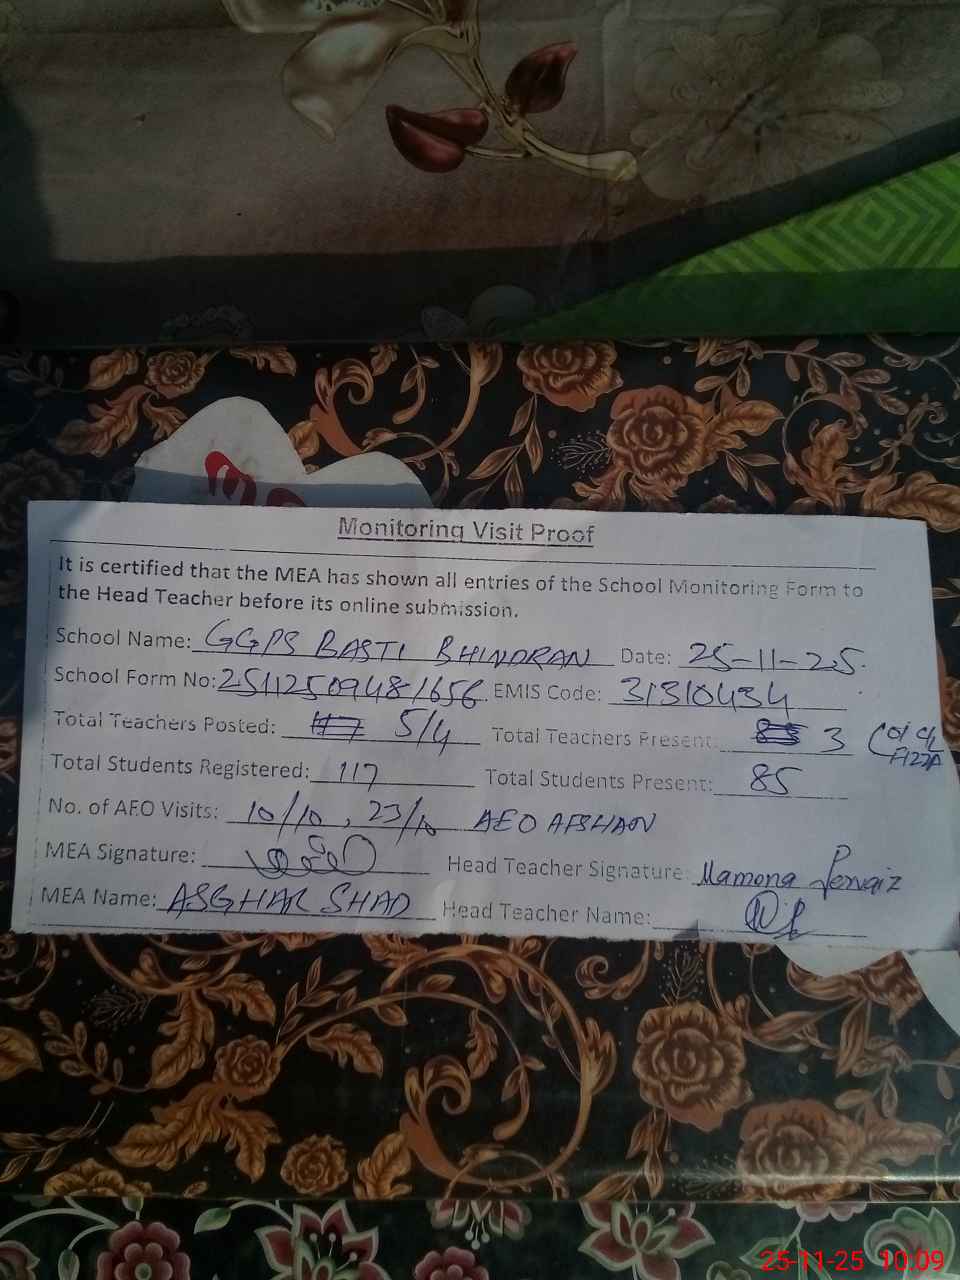 Monitoring Visit Proof
It is certified that the MEA has shown all entries of the School Monitoring Form to
the Head Teacher before its online submission.
School Name: GGPS BASTI BHINDRAN Date: 25-11-25.
School Form No: 25112509481656 EMIS Code: 31310434
Total Teachers Posted: 5/4 Total Teachers Present: 3 (01 C/L
FIZZA
Total Students Registered: 117 Total Students Present: 85
No. of AEO Visits: 10/10, 23/10 AEO AFSHAN
MEA Signature: Head Teacher Signature: Mamona Pervaiz
MEA Name: ASGHAR SHAD Head Teacher Name:
25-11-25 10:09